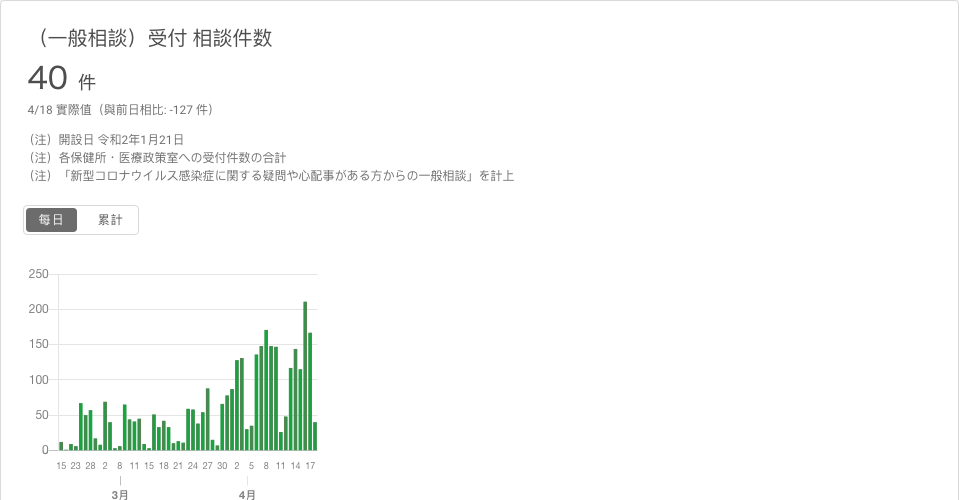 （一般相談）受付 相談件数
40 件
4/18 實際值（與前日相比: -127 件）
（注）開設日 令和2年1月21日
（注）各保健所・医療政策室への受付件数の合計
（注）「新型コロナウイルス感染症に関する疑問や心配事がある方からの一般相談」を計上
每日 累計
250
200
150
100
50
0
15 23 28 2 8 11 15 18 21 24 27 30 2 5 8 11 14 17
3月 4月